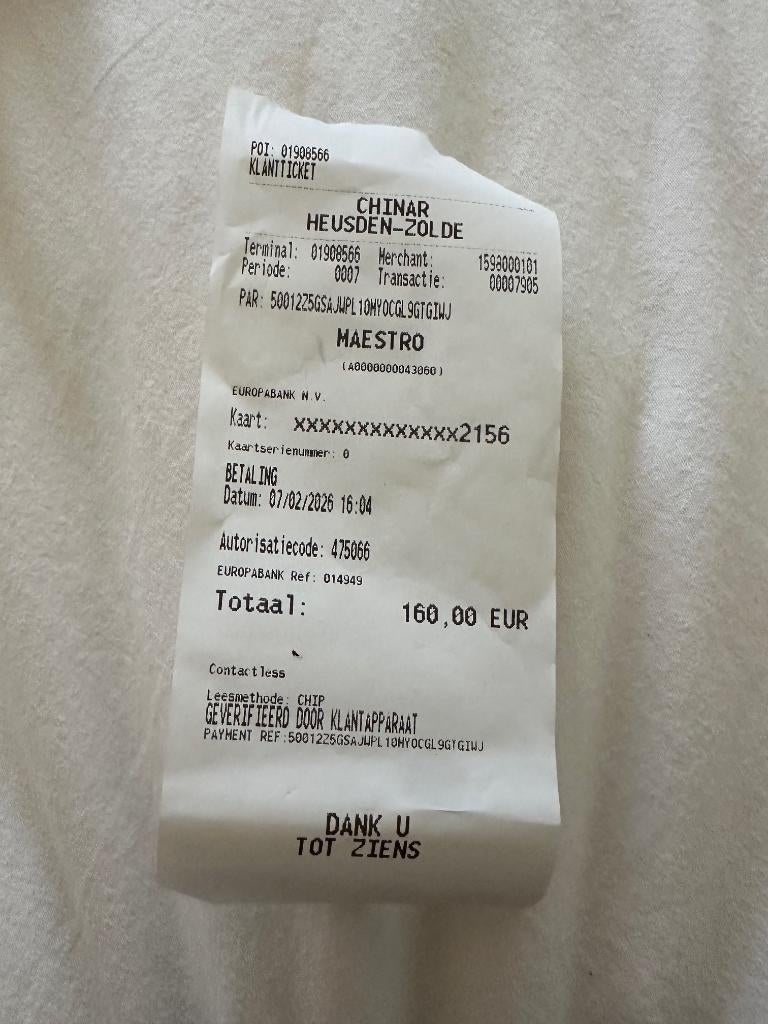 POI: 01908566
KLANTTICKET
CHINAR
HEUSDEN-ZOLDE
Terminal: 01908566 Merchant: 1598000101
Periode: 0007 Transactie: 00007905
PAR: 50012Z5GSAJWPL10MYOCGL9GTGIWJ
MAESTRO
(A0000000043060)
EUROPABANK N.V.
Kaart: xxxxxxxxxxxxx2156
Kaartserienummer: 0
BETALING
Datum: 07/02/2026 16:04
Autorisatiecode: 475066
EUROPABANK Ref: 014949
Totaal: 160,00 EUR
Contactless
Leesmethode: CHIP
GEVERIFIEERD DOOR KLANTAPPARAAT
PAYMENT REF:50012Z5GSAJWPL10MYOCGL9GTGIWJ
DANK U
TOT ZIENS